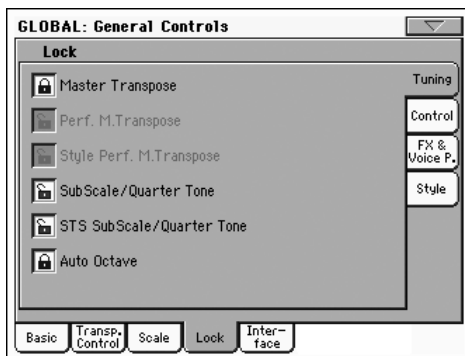 GLOBAL: General Controls
Lock
Master Transpose
Perf. M.Transpose
Style Perf. M.Transpose
SubScale/Quarter Tone
STS SubScale/Quarter Tone
Auto Octave
Tuning
Control
FX &
Voice P.
Style
Basic
Transp.
Control
Scale
Lock
Inter-
face